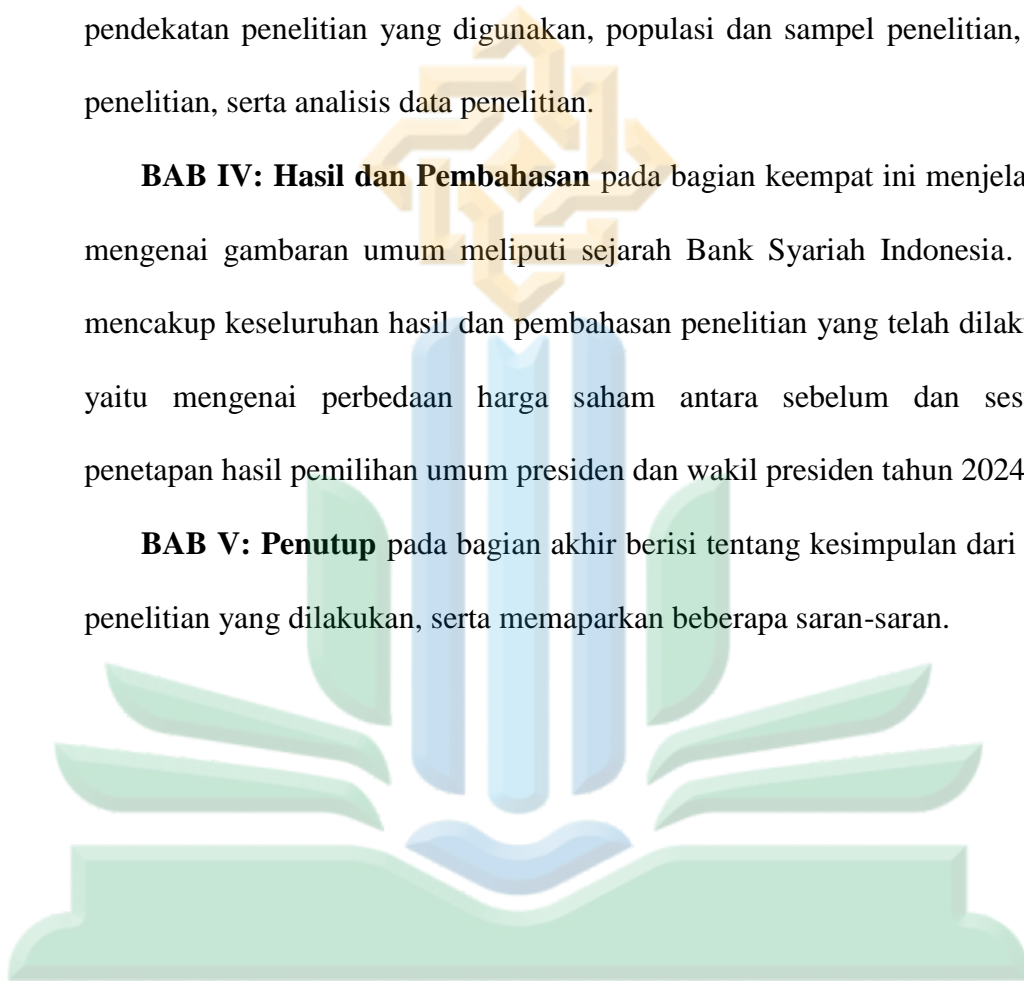 pendekatan penelitian yang digunakan, populasi dan sampel penelitian,
penelitian, serta analisis data penelitian.
BAB IV: Hasil dan Pembahasan pada bagian keempat ini menjela
mengenai gambaran umum meliputi sejarah Bank Syariah Indonesia.
mencakup keseluruhan hasil dan pembahasan penelitian yang telah dilak
yaitu mengenai perbedaan harga saham antara sebelum dan ses
penetapan hasil pemilihan umum presiden dan wakil presiden tahun 2024
BAB V: Penutup pada bagian akhir berisi tentang kesimpulan dari
penelitian yang dilakukan, serta memaparkan beberapa saran-saran.